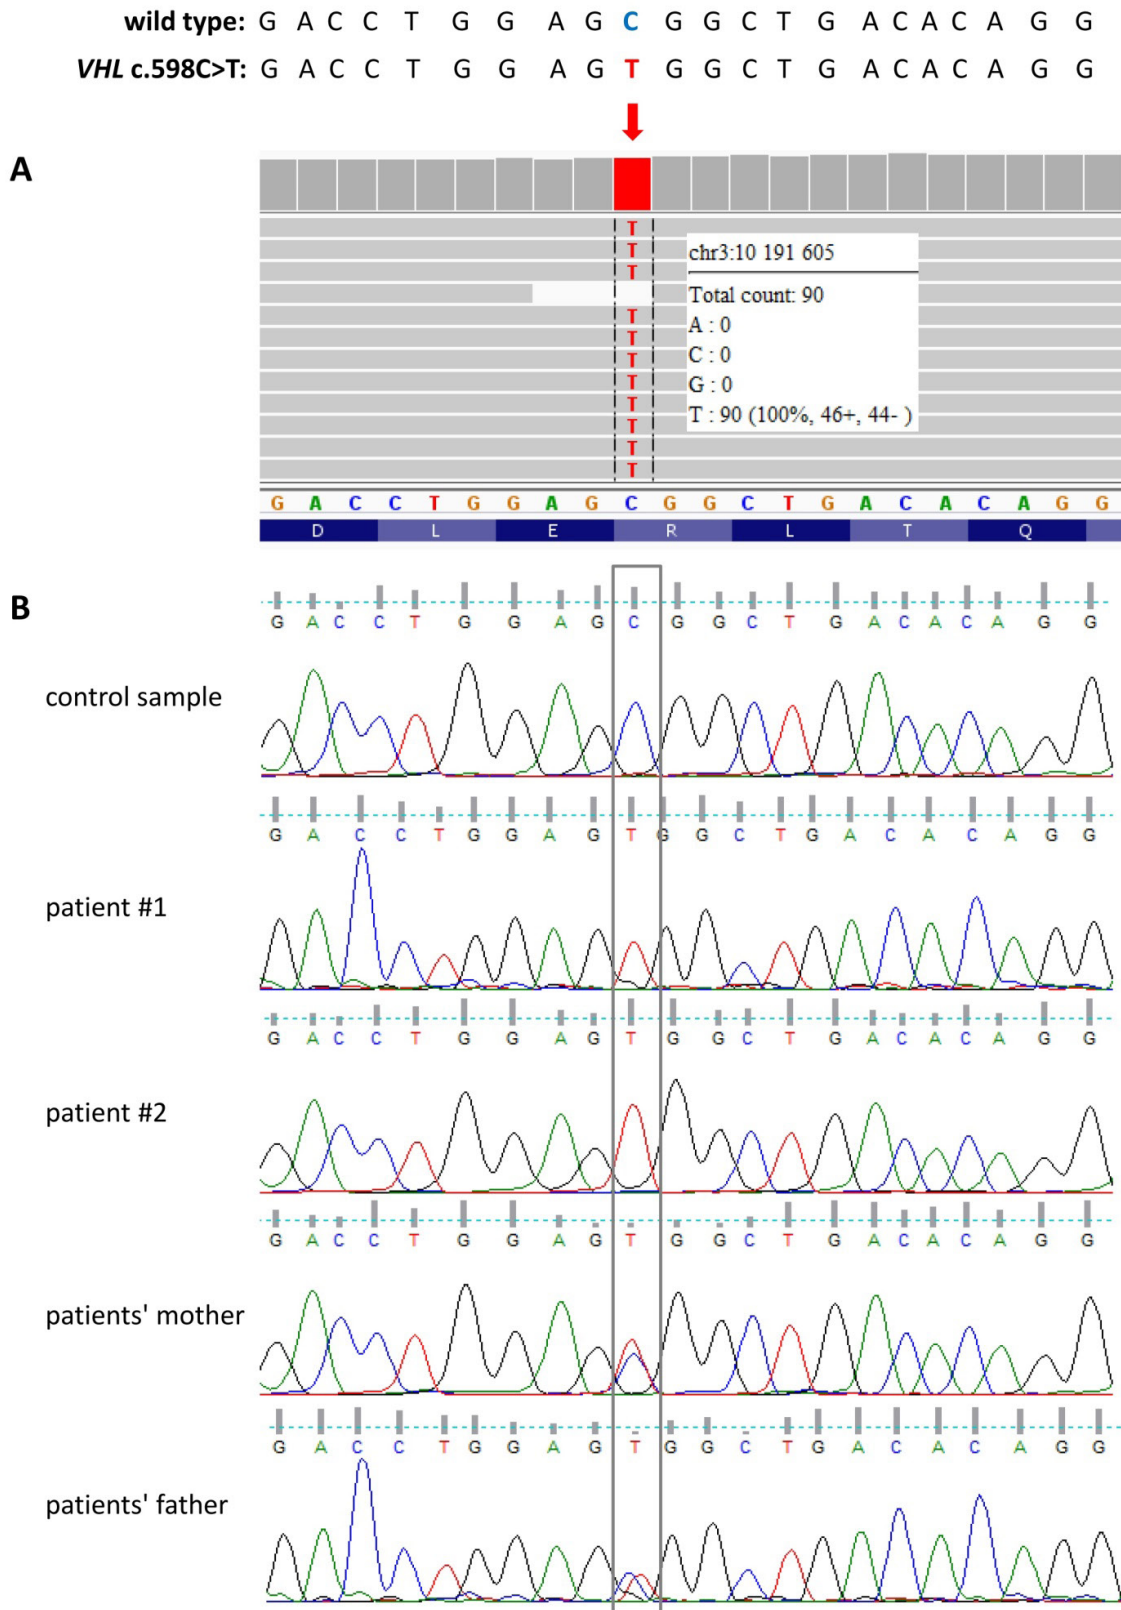 wild type: G A C C T G G A G C G G C T G A C A C A G G
VHL c.598C>T: G A C C T G G A G T G G C T G A C A C A G G
A
T
T
T
chr3:10 191 605
Total count: 90
A : 0
C : 0
G : 0
T : 90 (100%, 46+, 44- )
T
T
T
T
T
T
T
T
G A C C T G G A G C G G C T G A C A C A G G
D L E R L T Q
B
G A C C T G G A G C G G C T G A C A C A G G
control sample
G A C C T G G A G T G G C T G A C A C A G G
patient #1
G A C C T G G A G T G G C T G A C A C A G G
patient #2
G A C C T G G A G T G G C T G A C A C A G G
patients' mother
G A C C T G G A G T G G C T G A C A C A G G
patients' father